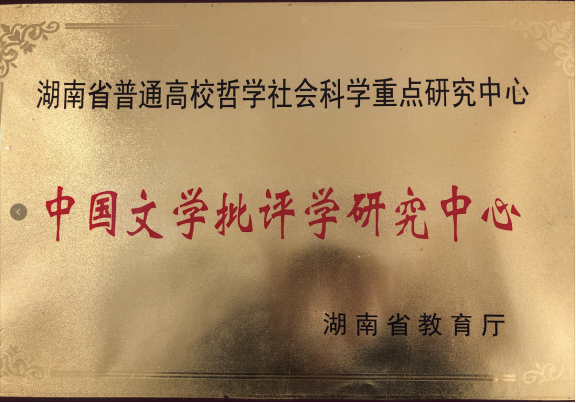 湖南省普通高校哲学社会科学重点研究中心
中国文学批评学研究中心
湖南省教育厅